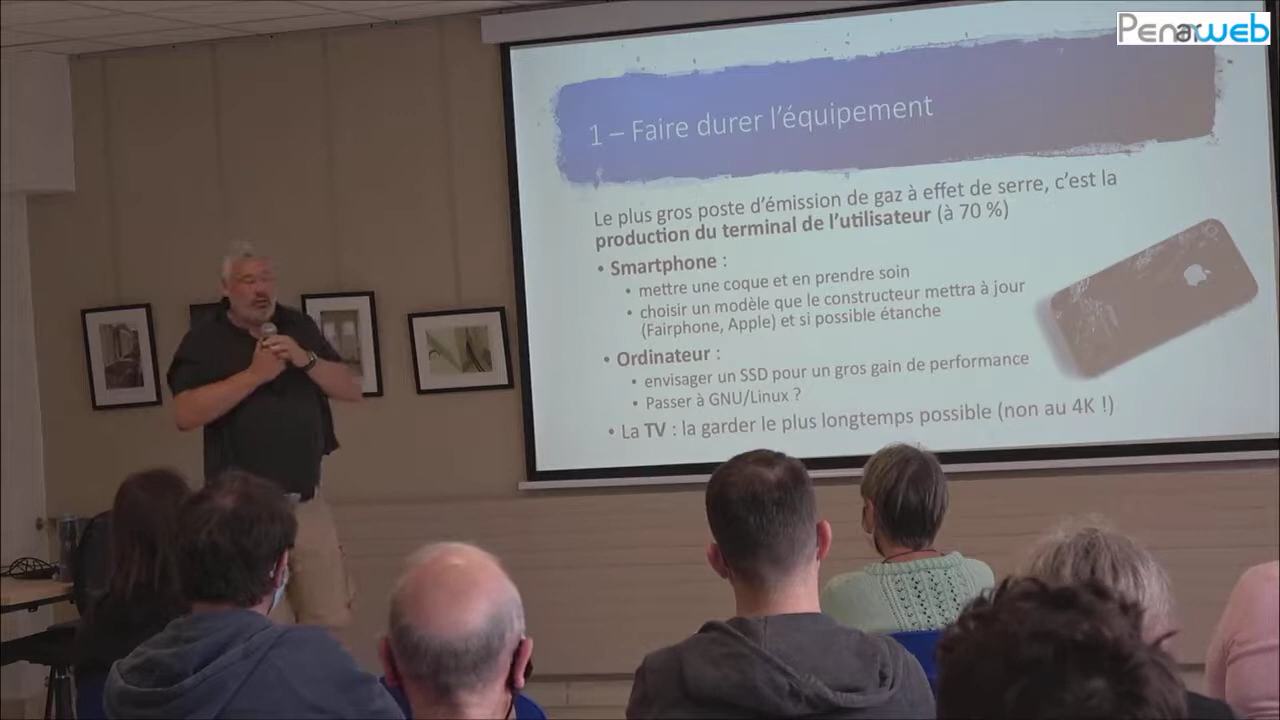 Penarweb
1 – Faire durer l'équipement
Le plus gros poste d'émission de gaz à effet de serre, c'est la
production du terminal de l'utilisateur (à 70 %)
• Smartphone :
• mettre une coque et en prendre soin
• choisir un modèle que le constructeur mettra à jour
(Fairphone, Apple) et si possible étanche
• Ordinateur :
• envisager un SSD pour un gros gain de performance
• Passer à GNU/Linux ?
• La TV : la garder le plus longtemps possible (non au 4K !)